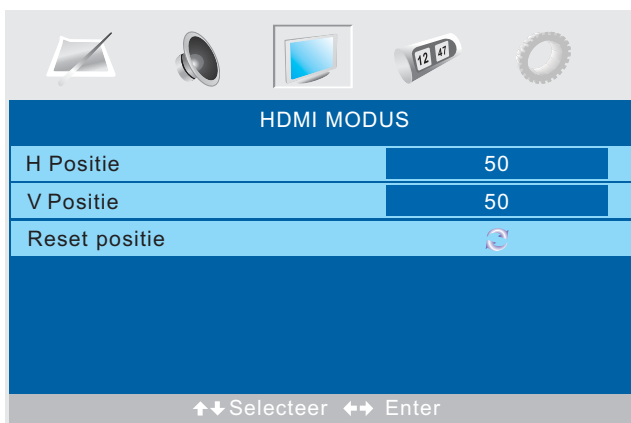 12 47
HDMI MODUS
H Positie 50
V Positie 50
Reset positie
Selecteer Enter